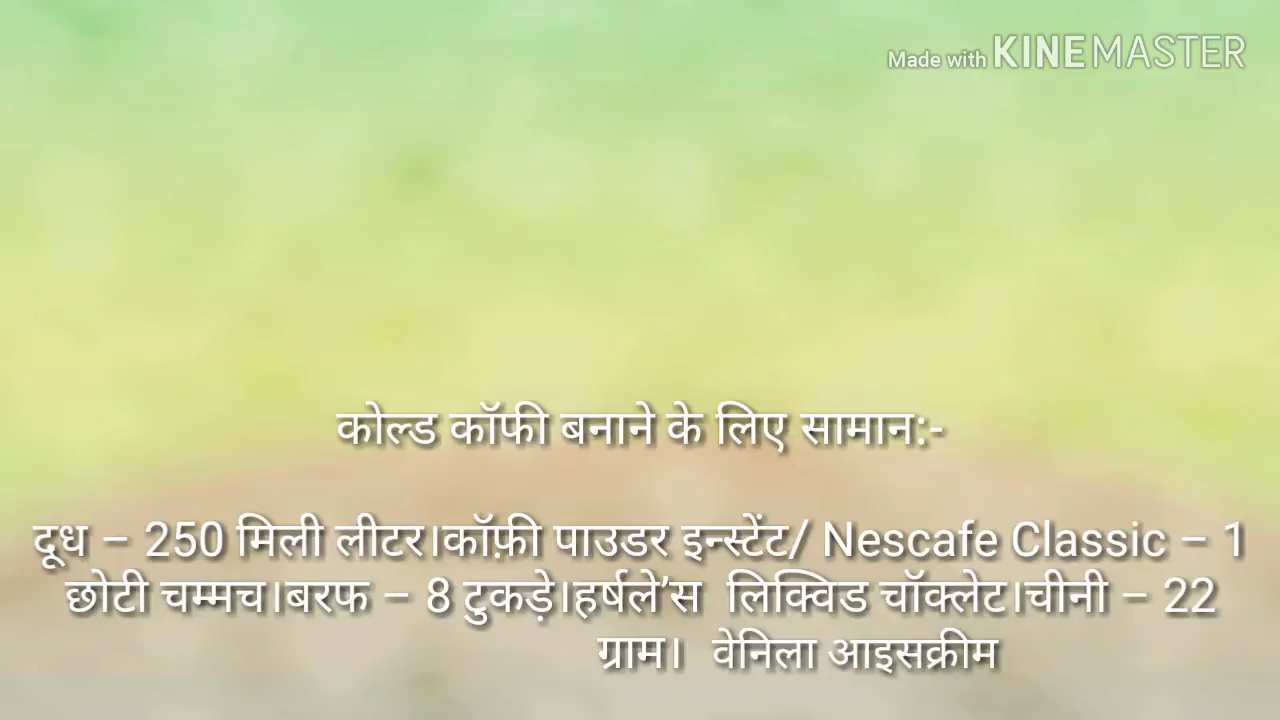 Made with KINEMASTER
कोल्ड कॉफी बनाने के लिए सामान:-
दूध – 250 मिली लीटर।कॉफ़ी पाउडर इन्स्टेंट/ Nescafe Classic – 1
छोटी चम्मच।बरफ – 8 टुकड़े।हर्षले’स  लिक्विड चॉक्लेट।चीनी – 22
ग्राम।  वेनिला आइसक्रीम